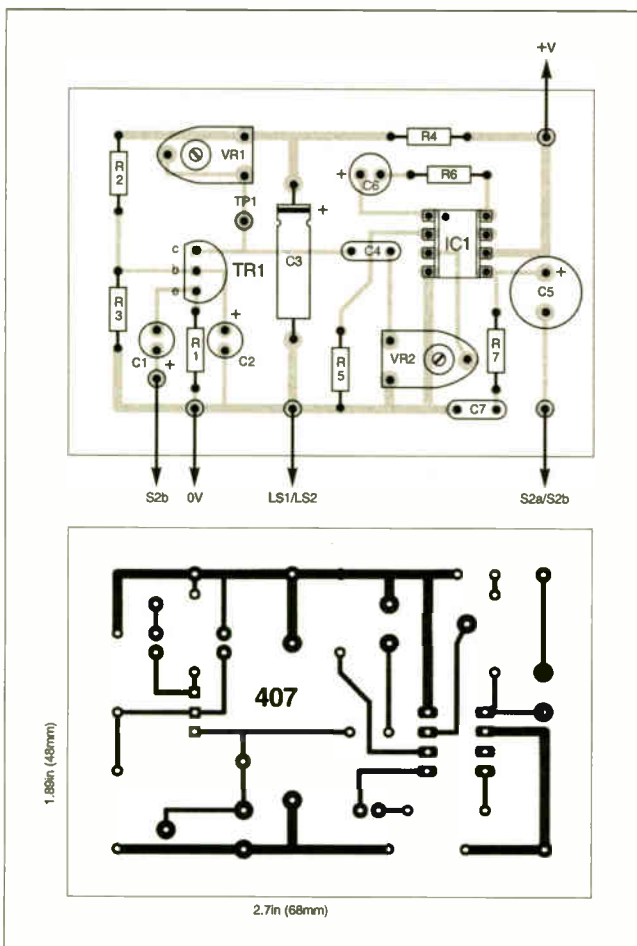 +V
R4
R2
VR1
+
C6
R6
TP1
+
IC1
c
b
e
TR1
C3
C4
+
C5
R3
+
C1
+
R1
C2
R5
VR2
R7
C7
S2b
0V
LS1/LS2
S2a/S2b
407
1.89in (48mm)
2.7in (68mm)